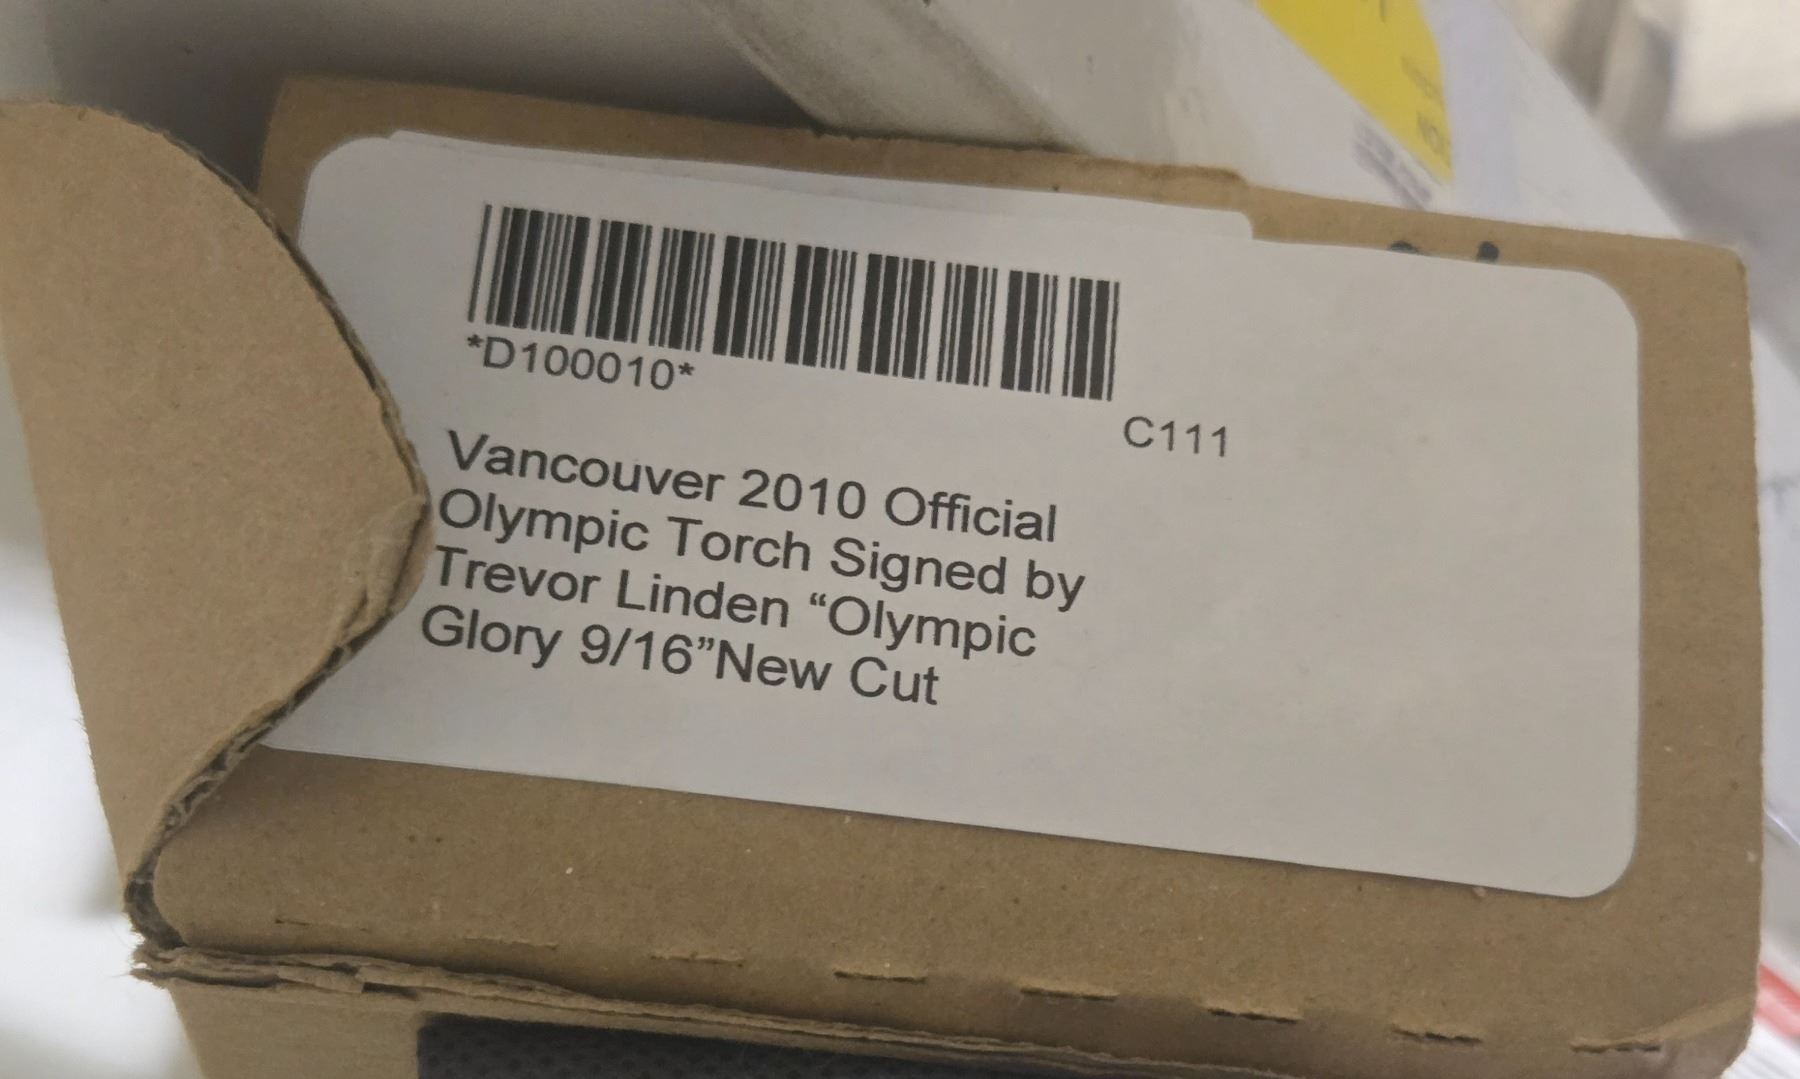 *D100010*
C111
Vancouver 2010 Official
Olympic Torch Signed by
Trevor Linden “Olympic
Glory 9/16”New Cut